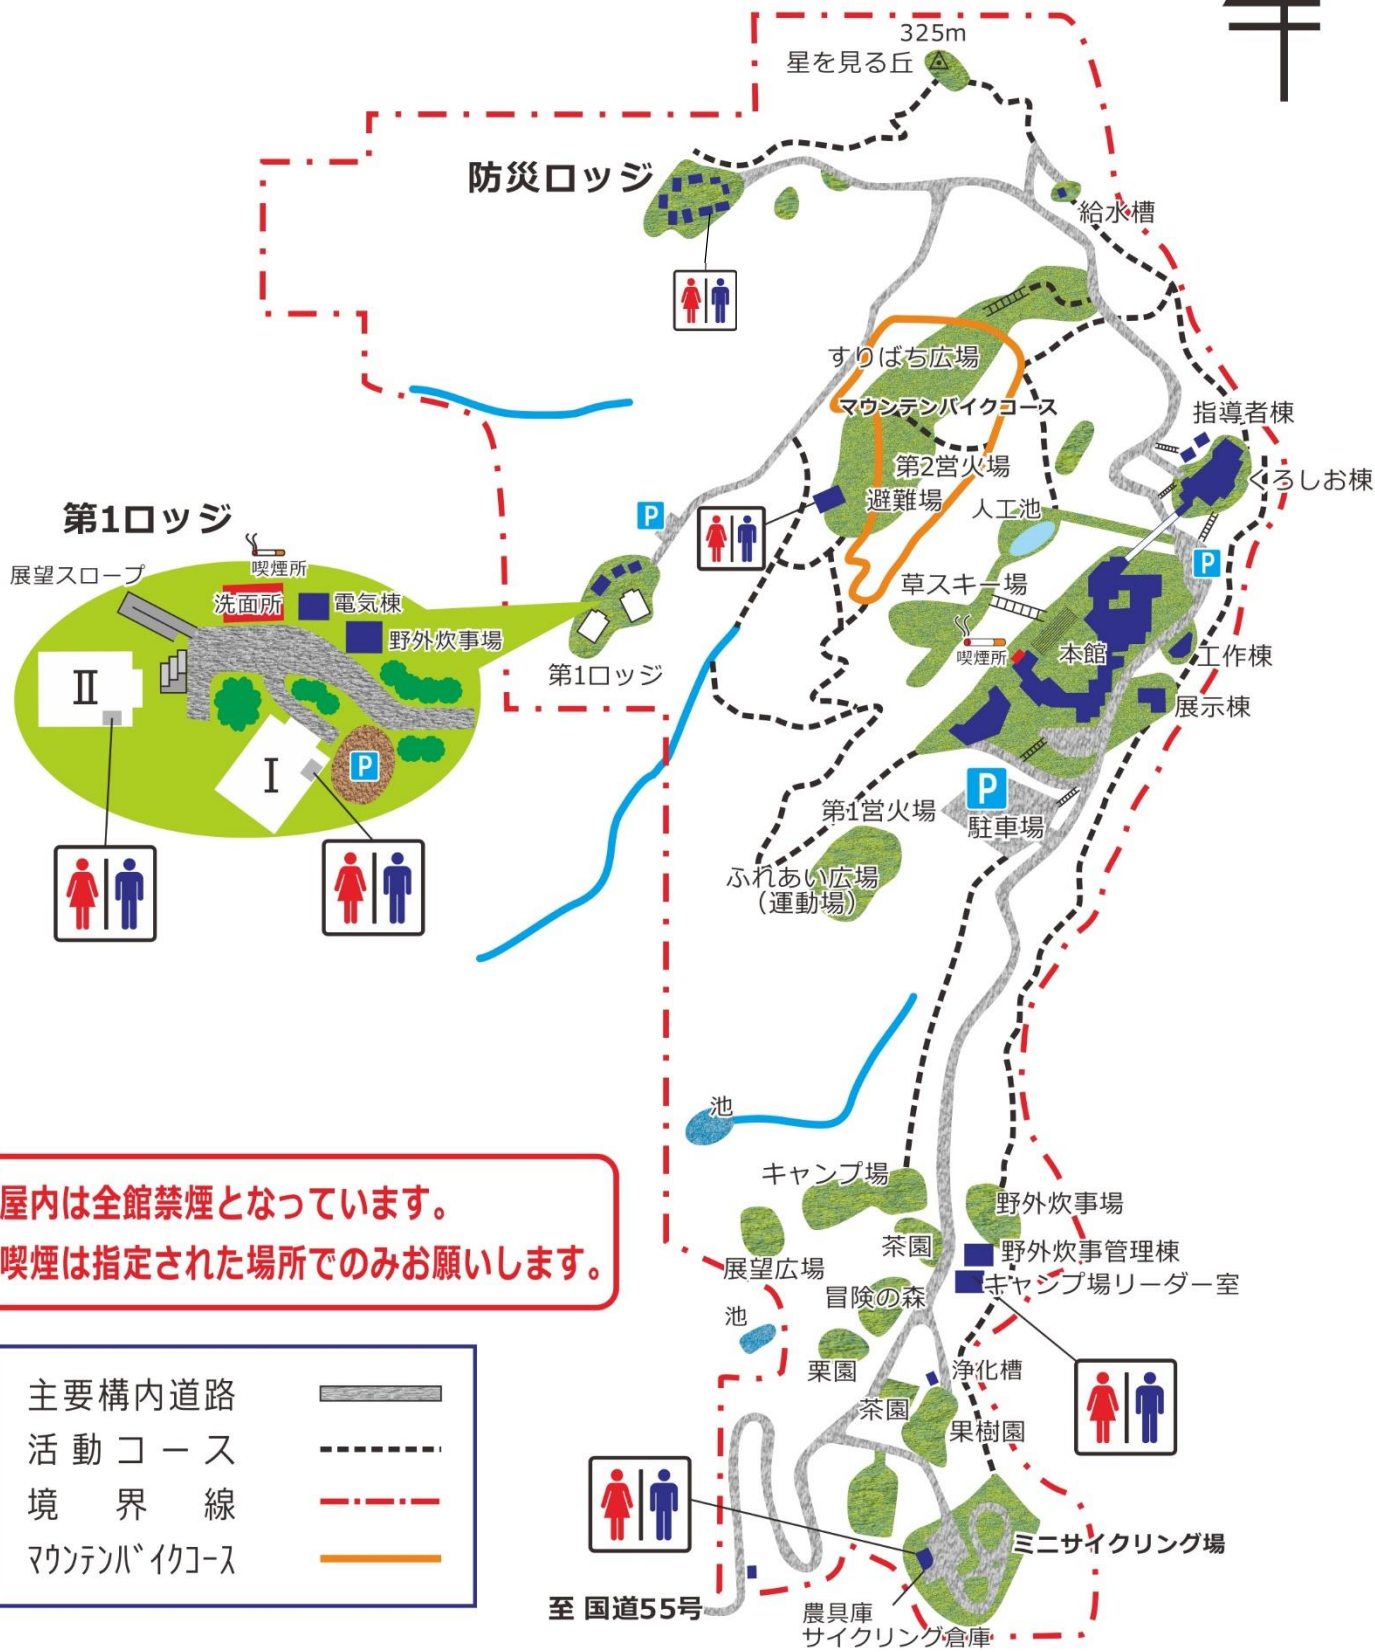 325m
星を見る丘
防災ロッジ
給水槽
すりばち広場
マウンテンバイクコース
指導者棟
くろしお棟
第2営火場
避難場
人工池
P
P
第1ロッジ
喫煙所
展望スロープ
洗面所
電気棟
野外炊事場
草スキー場
喫煙所
本館
工作棟
第1ロッジ
II
展示棟
I
P
P
駐車場
第1営火場
ふれあい広場
(運動場)
池
キャンプ場
屋内は全館禁煙となっています。
喫煙は指定された場所でのみお願いします。
野外炊事場
茶園
野外炊事管理棟
展望広場
キャンプ場リーダー室
冒険の森
池
栗園
浄化槽
茶園
果樹園
主要構内道路
活動コース
境界線
マウンテンバイクコース
ミニサイクリング場
至 国道55号
農具庫
サイクリング倉庫